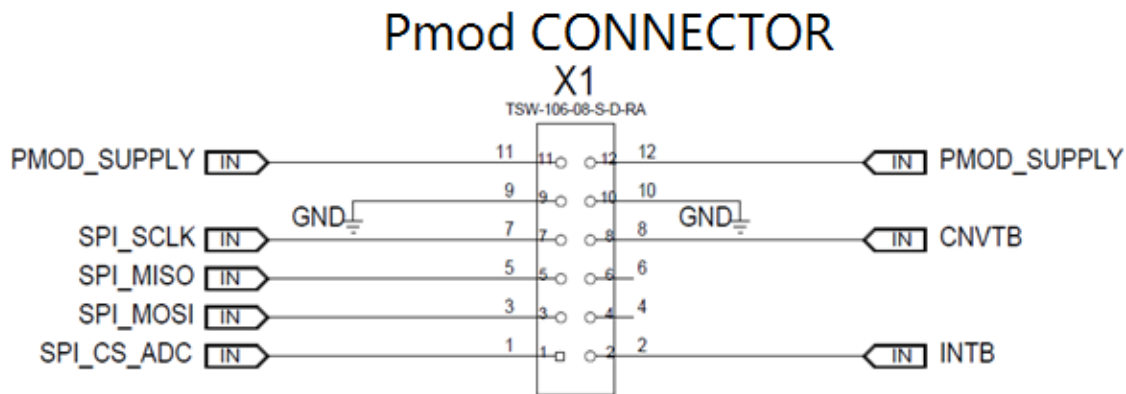 Pmod CONNECTOR
X1
TSW-106-08-S-D-RA
PMOD_SUPPLY IN 11 11 12 12 IN PMOD_SUPPLY
GND 9 9 10 10 GND
SPI_SCLK IN 7 7 8 8 IN CNVTB
SPI_MISO IN 5 5 6 6
SPI_MOSI IN 3 3 4 4
SPI_CS_ADC IN 1 1 2 2 IN INTB